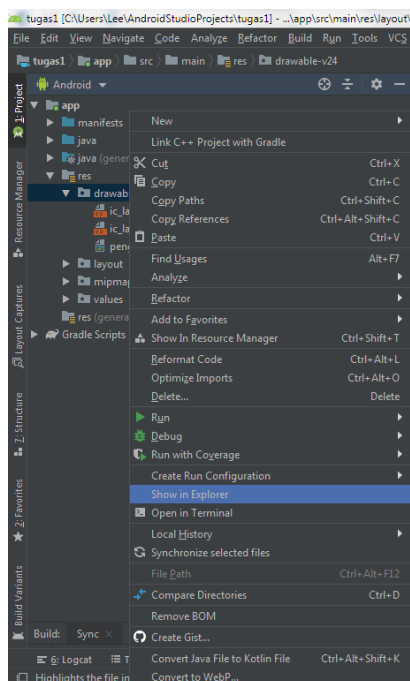 tugas1 [C:\Users\Lee\AndroidStudioProjects\tugas1] - ...\app\src\main\res\layout\
File Edit View Navigate Code Analyze Refactor Build Run Tools VCS
tugas1 app src main res drawable-v24
1: Project
Resource Manager
Layout Captures
7: Structure
2: Favorites
Build Variants
Android
app
manifests
java
java (gener
res
drawab
ic_la
ic_la
pen
layout
mipma
values
res (genera
Gradle Scripts
New
Link C++ Project with Gradle
Cut Ctrl+X
Copy Ctrl+C
Copy Paths Ctrl+Shift+C
Copy References Ctrl+Alt+Shift+C
Paste Ctrl+V
Find Usages Alt+F7
Analyze
Refactor
Add to Favorites
Show In Resource Manager Ctrl+Shift+T
Reformat Code Ctrl+Alt+L
Optimize Imports Ctrl+Alt+O
Delete... Delete
Run
Debug
Run with Coverage
Create Run Configuration
Show in Explorer
Open in Terminal
Local History
Synchronize selected files
File Path Ctrl+Alt+F12
Compare Directories Ctrl+D
Remove BOM
Create Gist...
Convert Java File to Kotlin File Ctrl+Alt+Shift+K
Convert to WebP...
Build: Sync
6: Logcat T
Highlights the file in